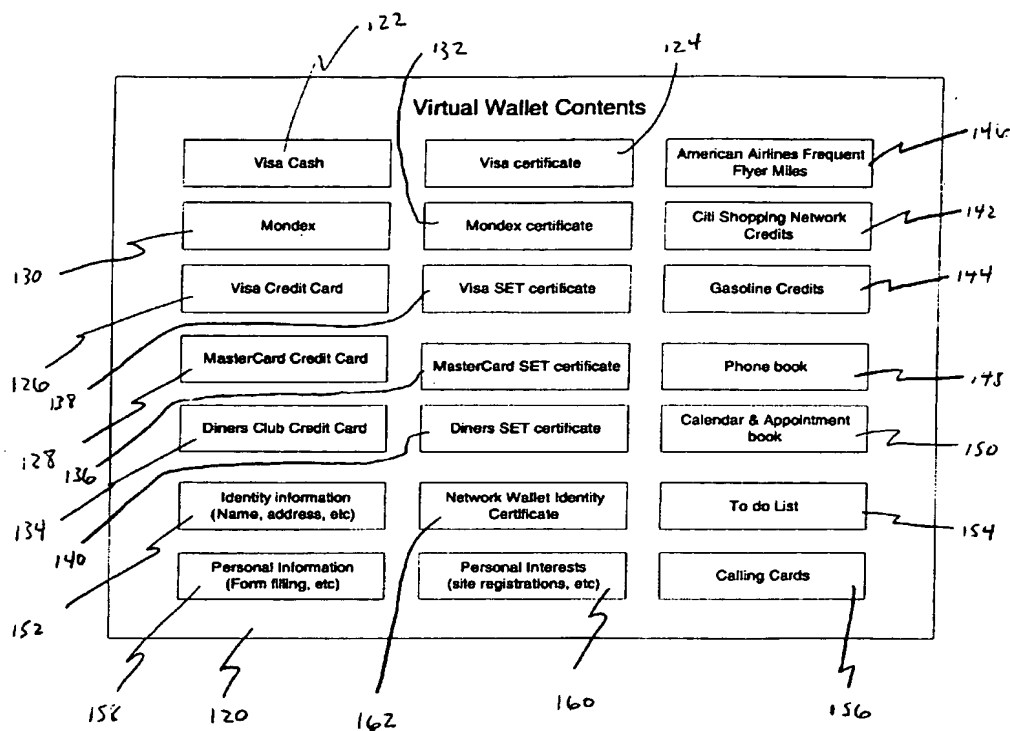 122
132
124
Virtual Wallet Contents
Visa Cash
Visa certificate
American Airlines Frequent
Flyer Miles
146
Mondex
Mondex certificate
Citi Shopping Network
Credits
142
130
Visa Credit Card
Visa SET certificate
Gasoline Credits
144
126
138
MasterCard Credit Card
MasterCard SET certificate
Phone book
148
128
136
Diners Club Credit Card
Diners SET certificate
Calendar & Appointment
book
150
134
140
Identity information
(Name, address, etc)
Network Wallet Identity
Certificate
To do List
154
152
Personal Information
(Form filling, etc)
Personal Interests
(site registrations, etc)
Calling Cards
120
162
160
156